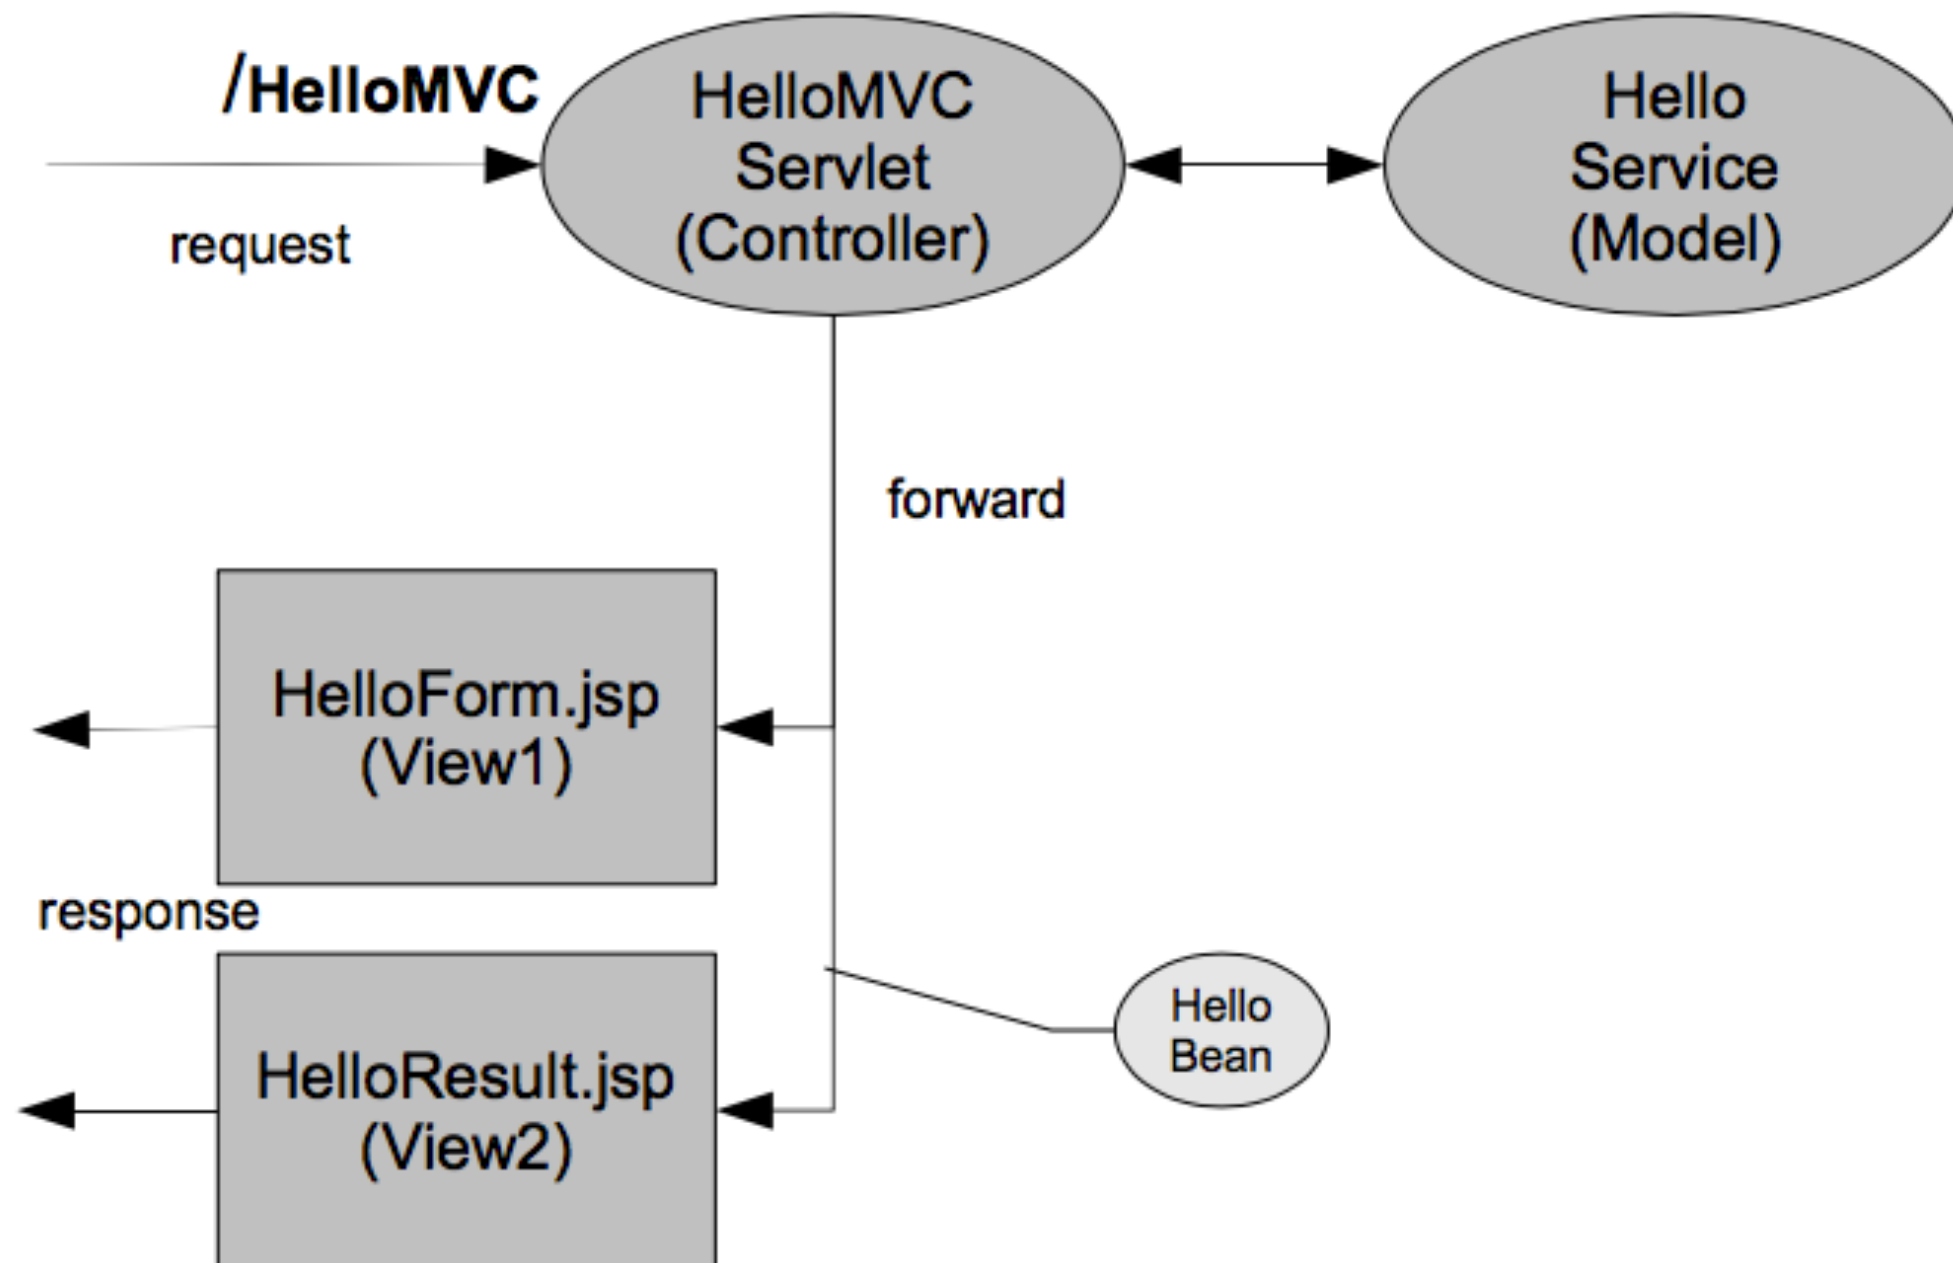 /HelloMVC
request
HelloMVC
Servlet
(Controller)
Hello
Service
(Model)
forward
HelloForm.jsp
(View1)
response
HelloResult.jsp
(View2)
Hello
Bean